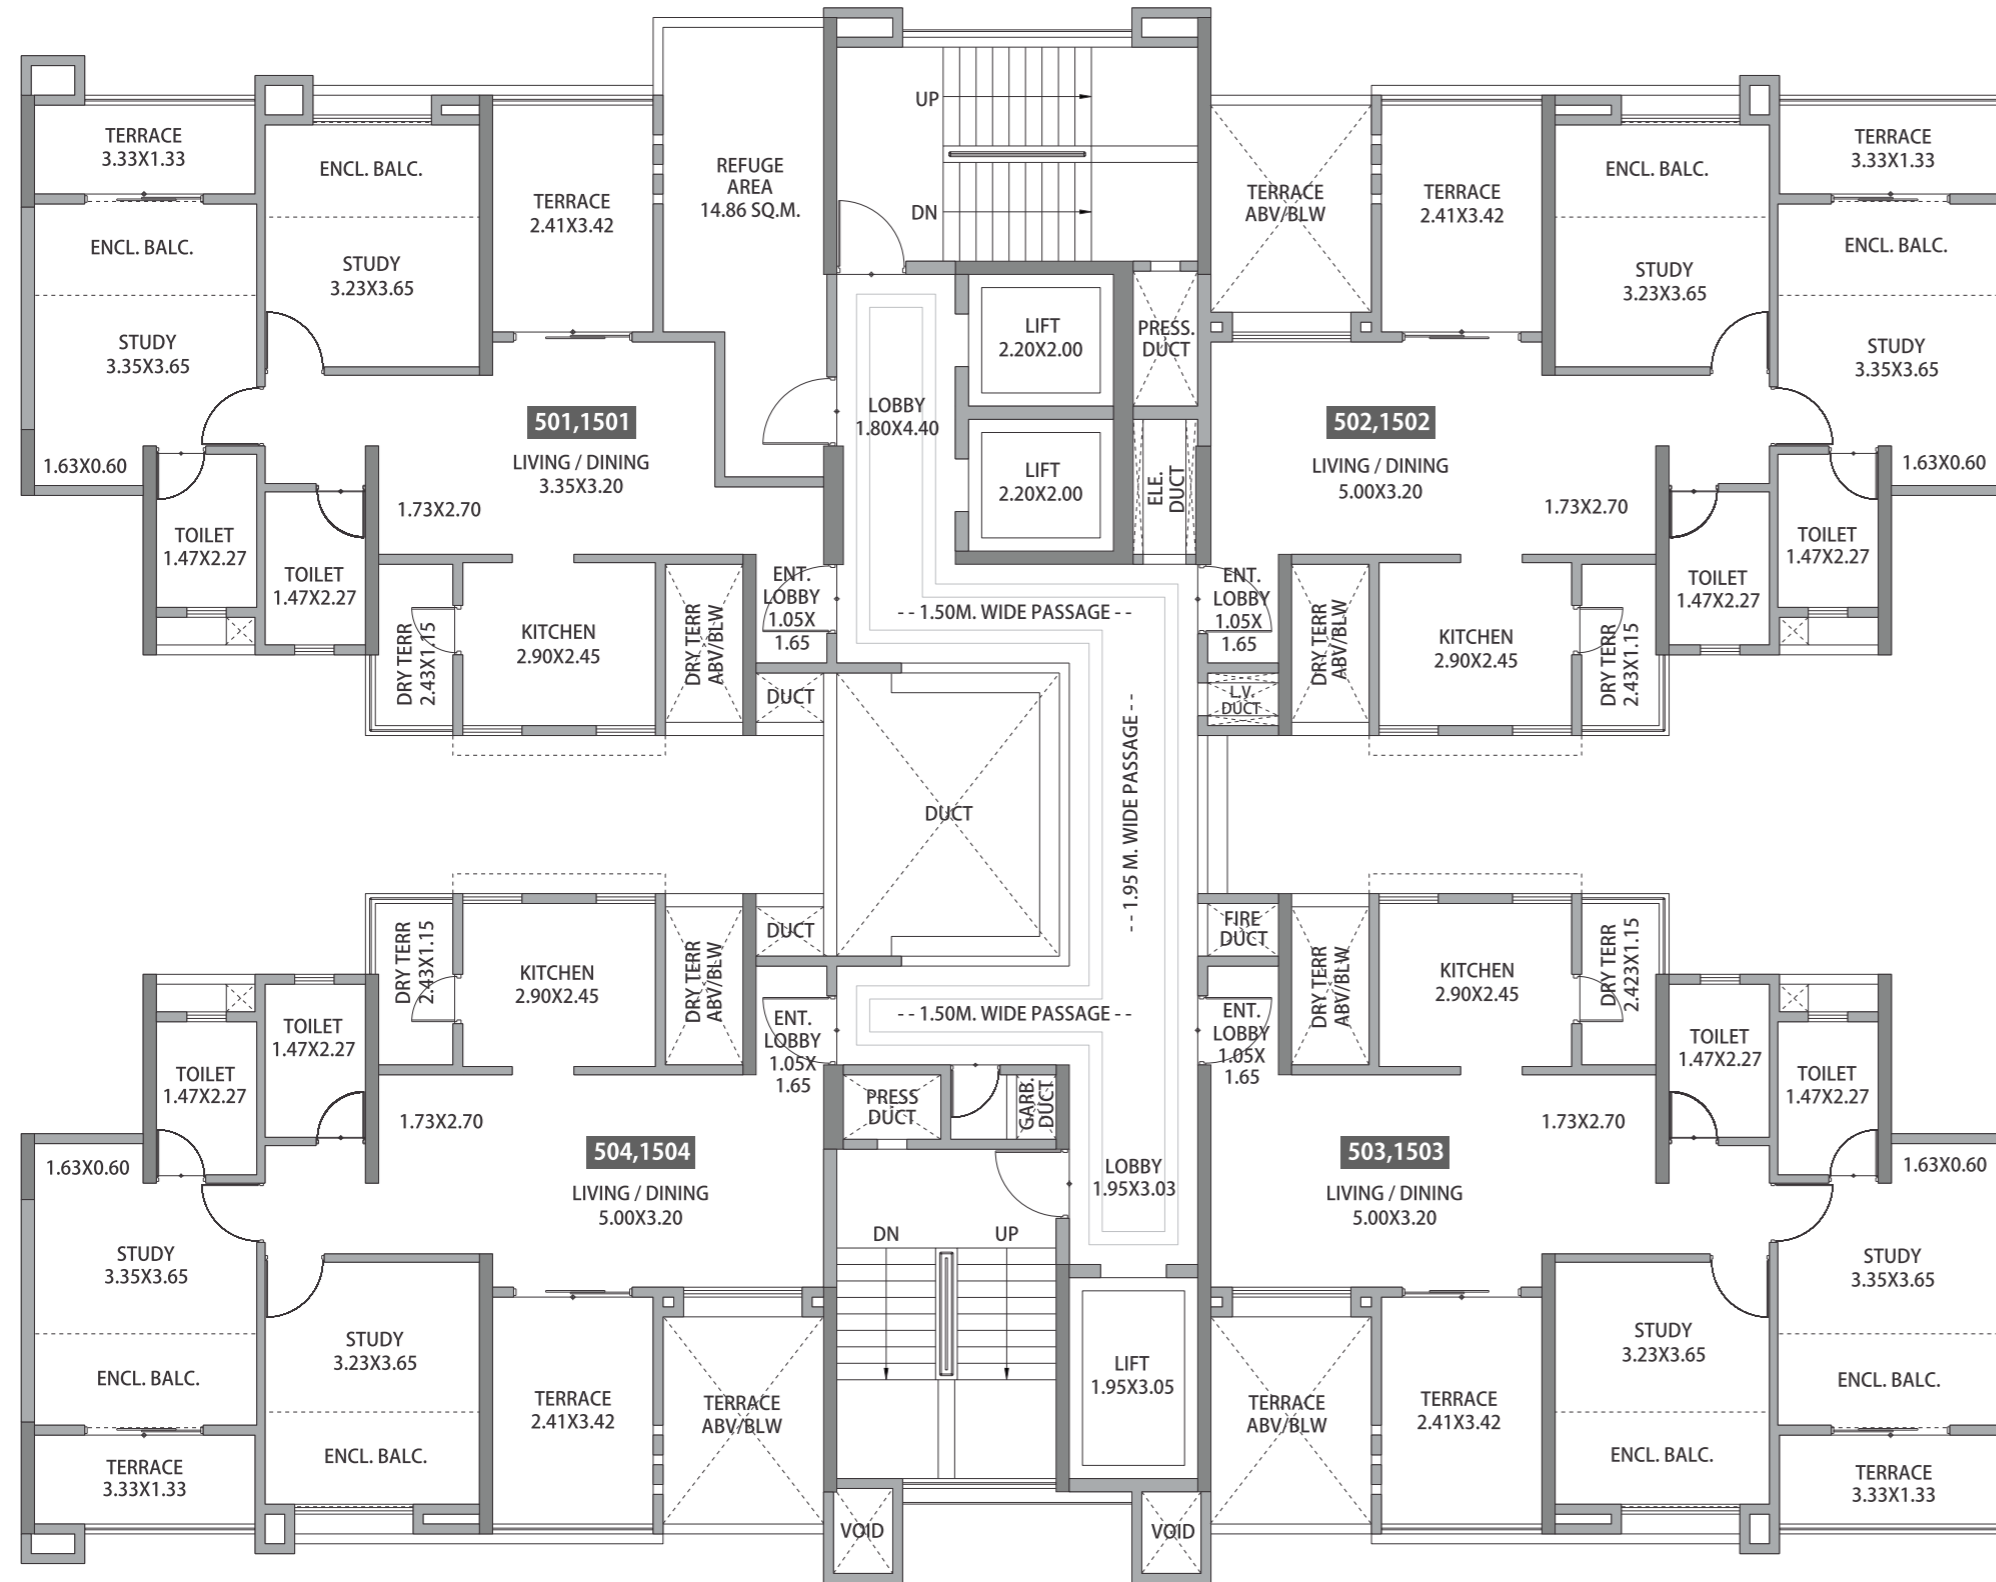 TERRACE
3.33X1.33
ENCL. BALC.
STUDY
3.35X3.65
1.63X0.60
ENCL. BALC.
STUDY
3.23X3.65
TERRACE
2.41X3.42
REFUGE
AREA
14.86 SQ.M.
501,1501
LIVING / DINING
3.35X3.20
1.73X2.70
TOILET
1.47X2.27
TOILET
1.47X2.27
DRY TERR
2.43X1.15
KITCHEN
2.90X2.45
DRY TERR
ABV/BLW
ENT.
LOBBY
1.05X
1.65
DUCT
UP
DN
LIFT
2.20X2.00
LIFT
2.20X2.00
PRESS.
DUCT
ELE.
DUCT
LOBBY
1.80X4.40
-- 1.50M. WIDE PASSAGE --
TERRACE
ABV/BLW
TERRACE
2.41X3.42
ENCL. BALC.
STUDY
3.23X3.65
TERRACE
3.33X1.33
ENCL. BALC.
STUDY
3.35X3.65
1.63X0.60
502,1502
LIVING / DINING
5.00X3.20
1.73X2.70
TOILET
1.47X2.27
TOILET
1.47X2.27
ENT.
LOBBY
1.05X
1.65
L.V.
DUCT
DRY TERR
ABV/BLW
KITCHEN
2.90X2.45
DRY TERR
2.43X1.15
DUCT
-- 1.95 M. WIDE PASSAGE --
DRY TERR
2.43X1.15
KITCHEN
2.90X2.45
DRY TERR
ABV/BLW
DUCT
ENT.
LOBBY
1.05X
1.65
TOILET
1.47X2.27
TOILET
1.47X2.27
1.73X2.70
504,1504
LIVING / DINING
5.00X3.20
1.63X0.60
STUDY
3.35X3.65
ENCL. BALC.
TERRACE
3.33X1.33
STUDY
3.23X3.65
ENCL. BALC.
TERRACE
2.41X3.42
TERRACE
ABV/BLW
-- 1.50M. WIDE PASSAGE --
PRESS
DUCT
GARB.
DUCT
LOBBY
1.95X3.03
DN
UP
LIFT
1.95X3.05
VOID
VOID
FIRE
DUCT
ENT.
LOBBY
1.05X
1.65
DRY TERR
ABV/BLW
KITCHEN
2.90X2.45
DRY TERR
2.423X1.15
TOILET
1.47X2.27
TOILET
1.47X2.27
1.73X2.70
503,1503
LIVING / DINING
5.00X3.20
1.63X0.60
STUDY
3.35X3.65
ENCL. BALC.
TERRACE
3.33X1.33
STUDY
3.23X3.65
ENCL. BALC.
TERRACE
2.41X3.42
TERRACE
ABV/BLW